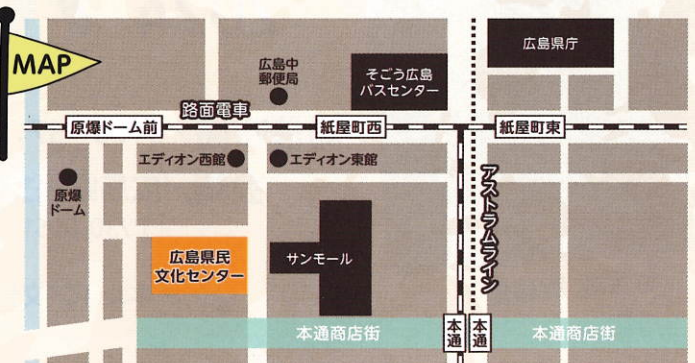 MAP
広島中
郵便局
そごう広島
バスセンター
広島県庁
路面電車
原爆ドーム前
紙屋町西
紙屋町東
エディオン西館
エディオン東館
原爆
ドーム
アストラムライン
広島県民
文化センター
サンモール
本通商店街
本通
本通
本通商店街